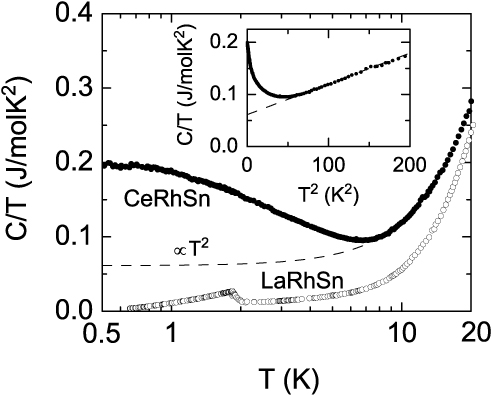 0.4
0.3
0.2
0.1
0.0
C/T (J/molK²)
0.2
0.1
0.0
C/T (J/molK²)
0 100 200
T² (K²)
CeRhSn
∝T²
LaRhSn
0.5 1 10 20
T (K)